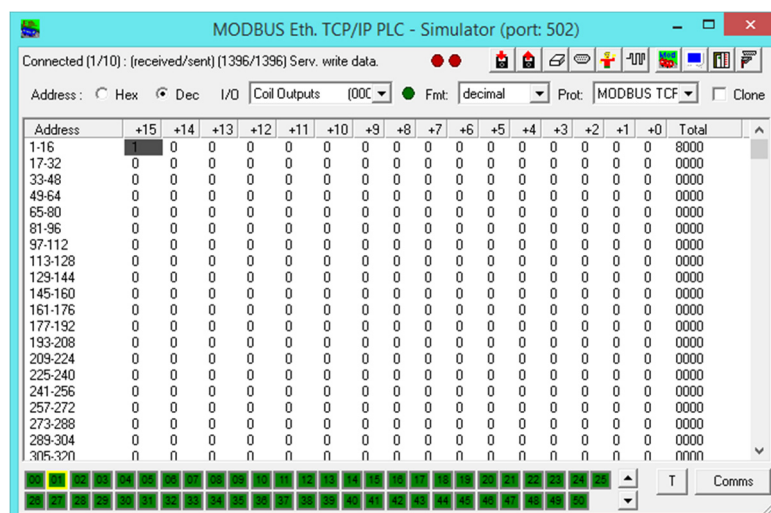 MODBUS Eth. TCP/IP PLC - Simulator (port: 502)
Connected (1/10) : (received/sent) (1396/1396) Serv. write data.
Address : Hex Dec I/O Coil Outputs (00C Fmt: decimal Prot: MODBUS TCF Clone
Address +15 +14 +13 +12 +11 +10 +9 +8 +7 +6 +5 +4 +3 +2 +1 +0 Total
1-16 1 0 0 0 0 0 0 0 0 0 0 0 0 0 0 0 8000
17-32 0 0 0 0 0 0 0 0 0 0 0 0 0 0 0 0 0000
33-48 0 0 0 0 0 0 0 0 0 0 0 0 0 0 0 0 0000
49-64 0 0 0 0 0 0 0 0 0 0 0 0 0 0 0 0 0000
65-80 0 0 0 0 0 0 0 0 0 0 0 0 0 0 0 0 0000
81-96 0 0 0 0 0 0 0 0 0 0 0 0 0 0 0 0 0000
97-112 0 0 0 0 0 0 0 0 0 0 0 0 0 0 0 0 0000
113-128 0 0 0 0 0 0 0 0 0 0 0 0 0 0 0 0 0000
129-144 0 0 0 0 0 0 0 0 0 0 0 0 0 0 0 0 0000
145-160 0 0 0 0 0 0 0 0 0 0 0 0 0 0 0 0 0000
161-176 0 0 0 0 0 0 0 0 0 0 0 0 0 0 0 0 0000
177-192 0 0 0 0 0 0 0 0 0 0 0 0 0 0 0 0 0000
193-208 0 0 0 0 0 0 0 0 0 0 0 0 0 0 0 0 0000
209-224 0 0 0 0 0 0 0 0 0 0 0 0 0 0 0 0 0000
225-240 0 0 0 0 0 0 0 0 0 0 0 0 0 0 0 0 0000
241-256 0 0 0 0 0 0 0 0 0 0 0 0 0 0 0 0 0000
257-272 0 0 0 0 0 0 0 0 0 0 0 0 0 0 0 0 0000
273-288 0 0 0 0 0 0 0 0 0 0 0 0 0 0 0 0 0000
289-304 0 0 0 0 0 0 0 0 0 0 0 0 0 0 0 0 0000
305-320 0 0 0 0 0 0 0 0 0 0 0 0 0 0 0 0 0000
00 01 02 03 04 05 06 07 08 09 10 11 12 13 14 15 16 17 18 19 20 21 22 23 24 25 T Comms
26 27 28 29 30 31 32 33 34 35 36 37 38 39 40 41 42 43 44 45 46 47 48 49 50